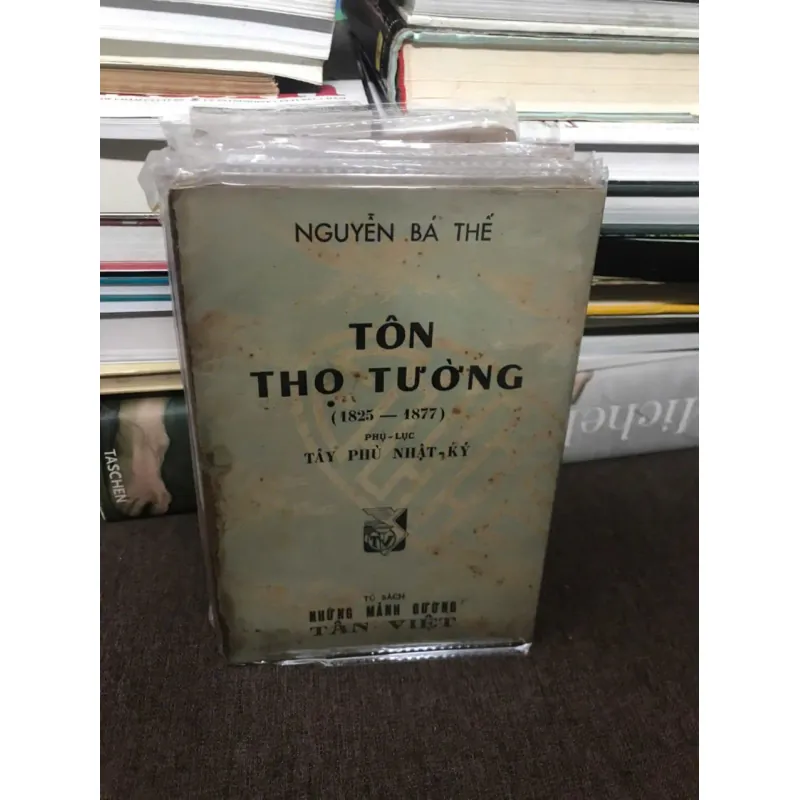 NGUYỄN BÁ THẾ
TÔN
THỌ TƯỜNG
(1825 — 1877)
PHỤ-LỤC
TÂY PHÙ NHẬT-KÝ
TV
TỦ SÁCH
NHỮNG MẢNH GƯƠNG
TÂN VIỆT
TASCHEN